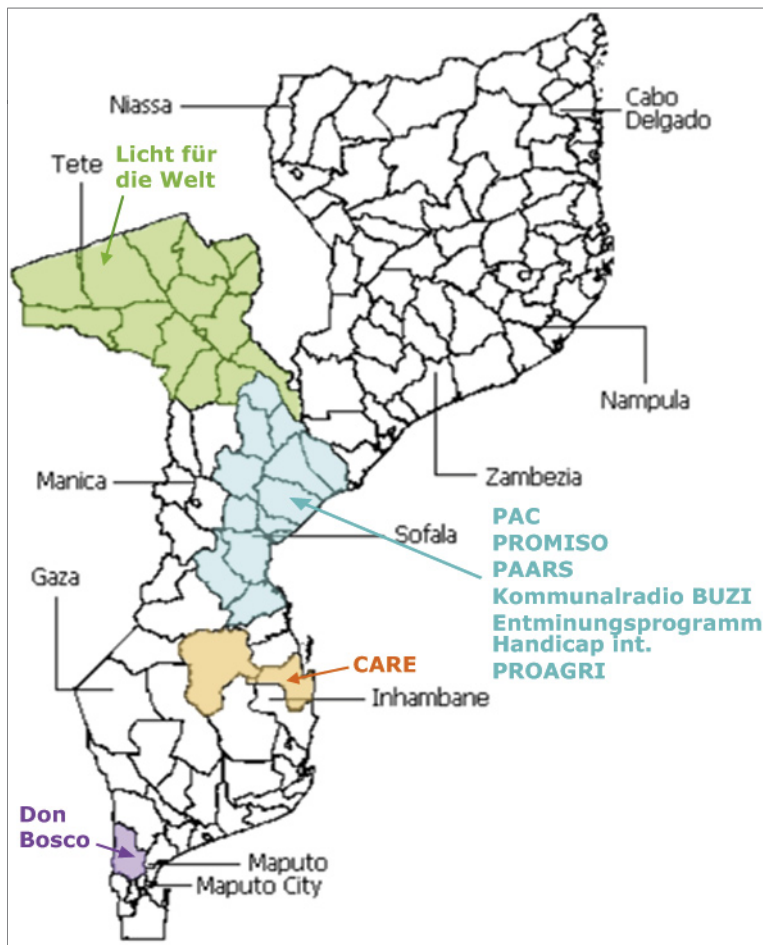 Niassa
Cabo
Delgado
Licht für
die Welt
Tete
Nampula
Zambezia
Manica
PAC
PROMISO
PAARS
Kommunalradio BUZI
Entminungsprogramm
Handicap int.
PROAGRI
Sofala
Gaza
CARE
Inhambane
Don
Bosco
Maputo
Maputo City